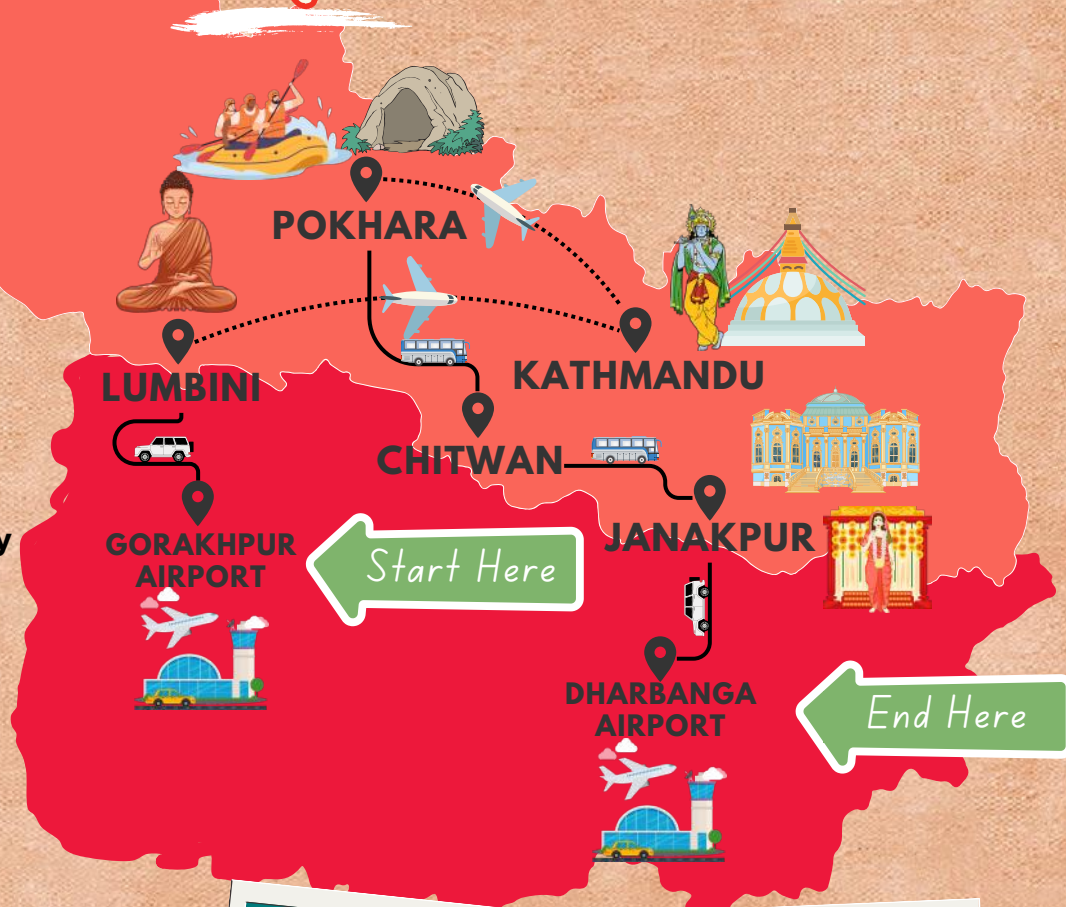 POKHARA
LUMBINI
KATHMANDU
CHITWAN
JANAKPUR
GORAKHPUR
AIRPORT
Start Here
DHARBANGA
AIRPORT
End Here